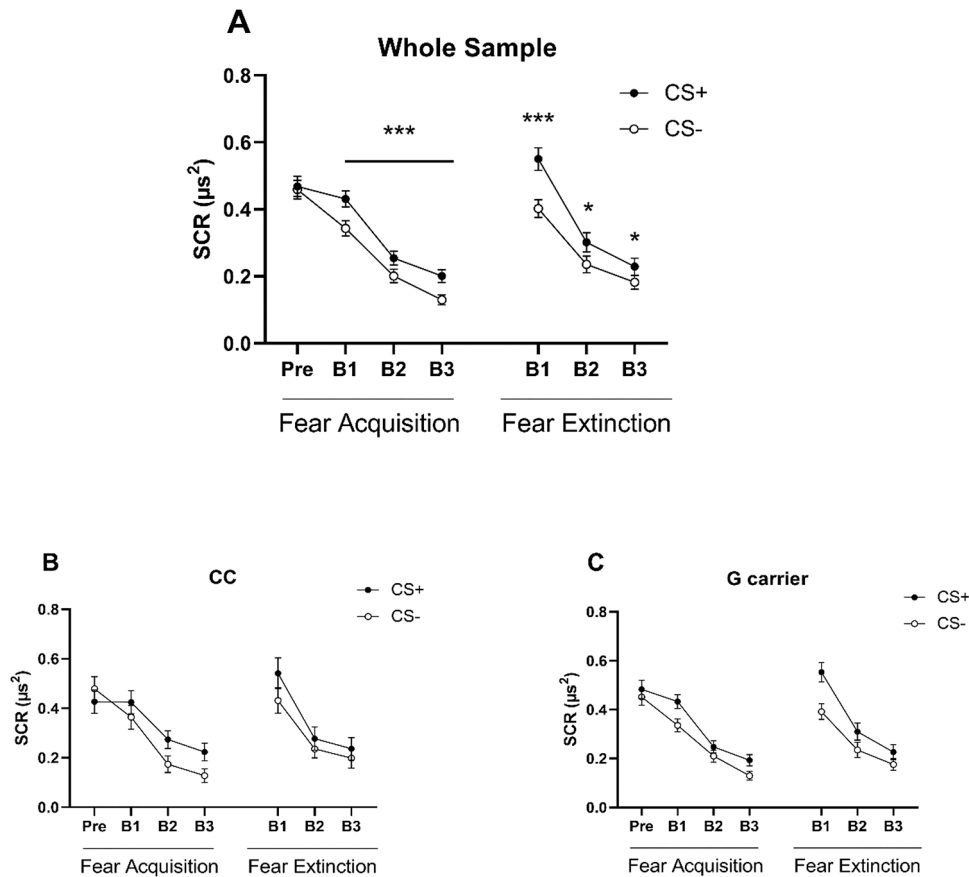 A
Whole Sample
CS+
CS-
SCR (µs²)
0.8
0.6
0.4
0.2
0.0
***
***
*
*
Pre B1 B2 B3 B1 B2 B3
Fear Acquisition Fear Extinction
B
CC
CS+
CS-
SCR (µs²)
0.8
0.6
0.4
0.2
0.0
Pre B1 B2 B3 B1 B2 B3
Fear Acquisition Fear Extinction
C
G carrier
CS+
CS-
SCR (µs²)
0.8
0.6
0.4
0.2
0.0
Pre B1 B2 B3 B1 B2 B3
Fear Acquisition Fear Extinction